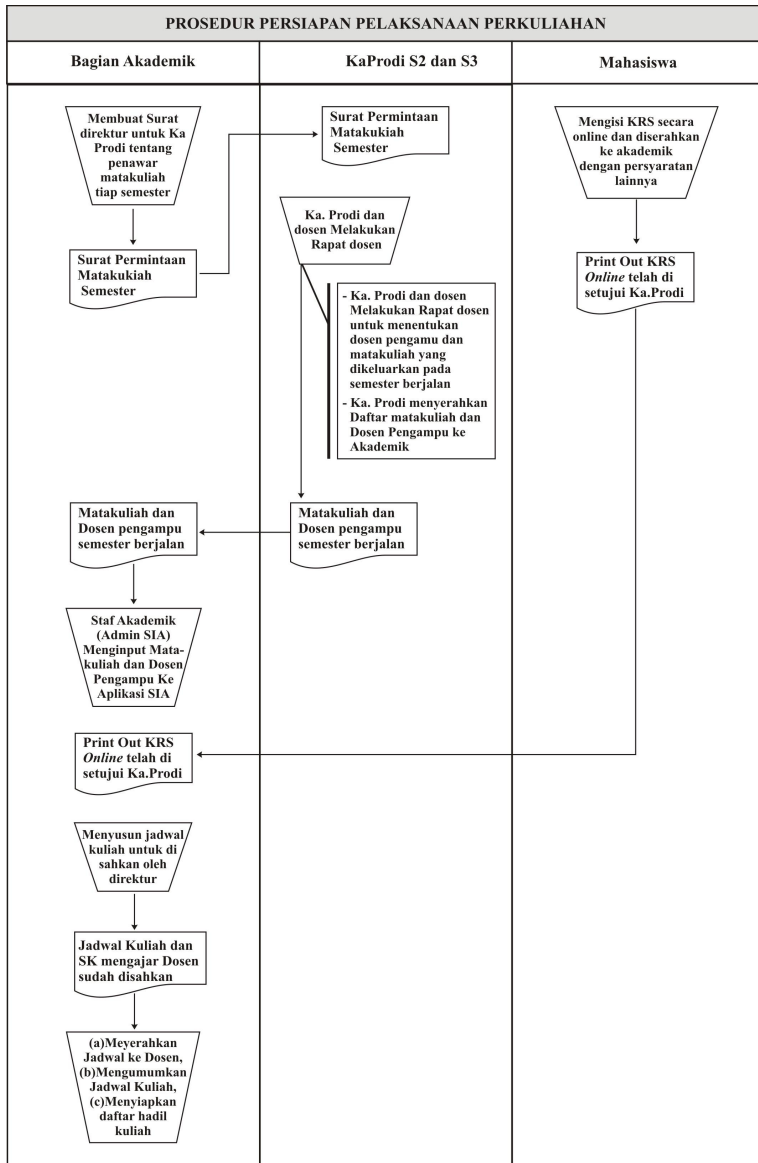 PROSEDUR PERSIAPAN PELAKSANAAN PERKULIAHAN
Bagian Akademik
KaProdi S2 dan S3
Mahasiswa
Membuat Surat
direktur untuk Ka
Prodi tentang
penawar
matakuliah
tiap semester
Surat Permintaan
Matakukiah
Semester
Surat Permintaan
Matakukiah
Semester
Ka. Prodi dan
dosen Melakukan
Rapat dosen
- Ka. Prodi dan dosen
Melakukan Rapat dosen
untuk menentukan
dosen pengamu dan
matakuliah yang
dikeluarkan pada
semester berjalan
- Ka. Prodi menyerahkan
Daftar matakuliah dan
Dosen Pengampu ke
Akademik
Matakuliah dan
Dosen pengampu
semester berjalan
Mengisi KRS secara
online dan diserahkan
ke akademik
dengan persyaratan
lainnya
Print Out KRS
Online telah di
setujui Ka.Prodi
Matakuliah dan
Dosen pengampu
semester berjalan
Staf Akademik
(Admin SIA)
Menginput Mata-
kuliah dan Dosen
Pengampu Ke
Aplikasi SIA
Print Out KRS
Online telah di
setujui Ka.Prodi
Menyusun jadwal
kuliah untuk di
sahkan oleh
direktur
Jadwal Kuliah dan
SK mengajar Dosen
sudah disahkan
(a)Meyerahkan
Jadwal ke Dosen,
(b)Mengumumkan
Jadwal Kuliah,
(c)Menyiapkan
daftar hadil
kuliah